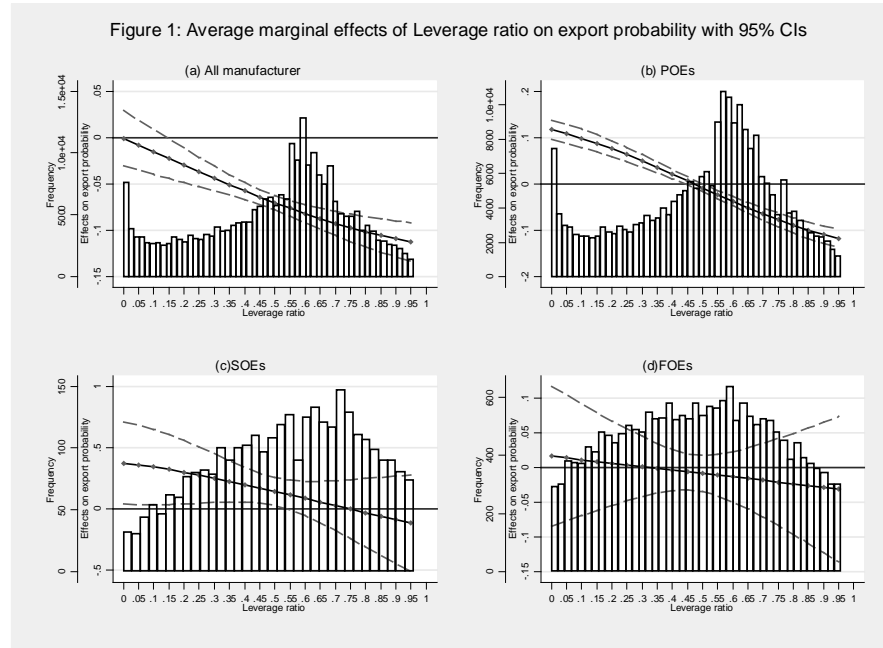 Figure 1: Average marginal effects of Leverage ratio on export probability with 95% CIs
(a) All manufacturer
Frequency
0 5000 1.0e+04 1.5e+04
Effects on export probability
-.15 -.1 -.05 0 .05
0 .05 .1 .15 .2 .25 .3 .35 .4 .45 .5 .55 .6 .65 .7 .75 .8 .85 .9 .95 1
Leverage ratio
(b) POEs
Frequency
0 2000 4000 6000 8000 1.0e+04
Effects on export probability
-.2 -.1 0 .1 .2
0 .05 .1 .15 .2 .25 .3 .35 .4 .45 .5 .55 .6 .65 .7 .75 .8 .85 .9 .95 1
Leverage ratio
(c)SOEs
Frequency
0 50 100 150
Effects on export probability
-.5 0 .5 1
0 .05 .1 .15 .2 .25 .3 .35 .4 .45 .5 .55 .6 .65 .7 .75 .8 .85 .9 .95 1
Leverage ratio
(d)FOEs
Frequency
0 200 400 600
Effects on export probability
-.15 -.1 -.05 0 .05 .1
0 .05 .1 .15 .2 .25 .3 .35 .4 .45 .5 .55 .6 .65 .7 .75 .8 .85 .9 .95 1
Leverage ratio